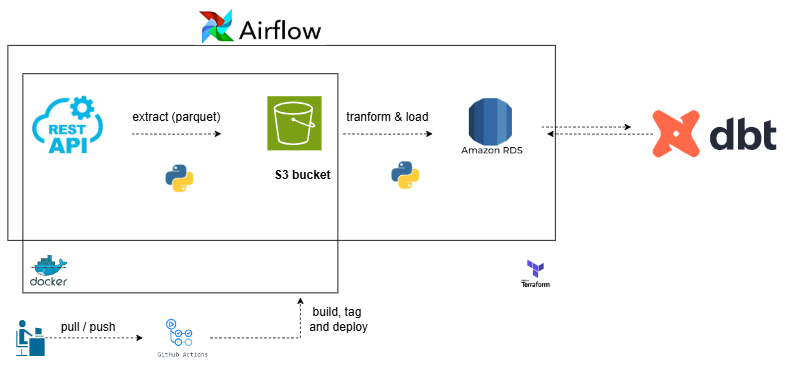 Airflow
REST
API
extract (parquet)
S3 bucket
tranform & load
Amazon RDS
dbt
docker
Terraform
pull / push
GitHub Actions
build, tag
and deploy